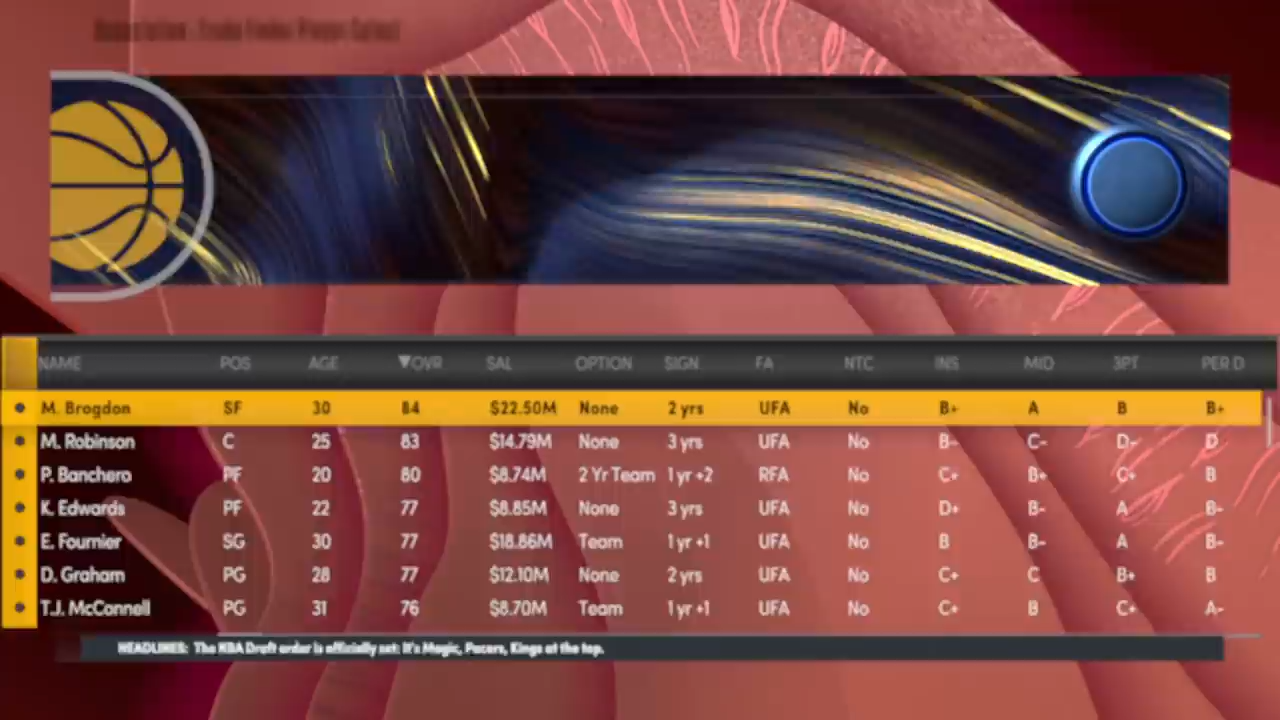 NAME POS AGE ▼OVR SAL OPTION SIGN FA NTC INS MID 3PT PER D
M. Brogdon SF 30 84 $22.50M None 2 yrs UFA No B+ A B B+
M. Robinson C 25 83 $14.79M None 3 yrs UFA No B- C- D- D
P. Banchero PF 20 80 $8.74M 2 Yr Team 1 yr +2 RFA No C+ B+ C+ B
K. Edwards PF 22 77 $8.85M None 3 yrs UFA No D+ B- A B-
E. Fournier SG 30 77 $18.86M Team 1 yr +1 UFA No B B- A B-
D. Graham PG 28 77 $12.10M None 2 yrs UFA No C+ C B+ B
T.J. McConnell PG 31 76 $8.70M Team 1 yr +1 UFA No C+ B C+ A-
HEADLINES: The NBA Draft order is officially set: It's Magic, Pacers, Kings at the top.